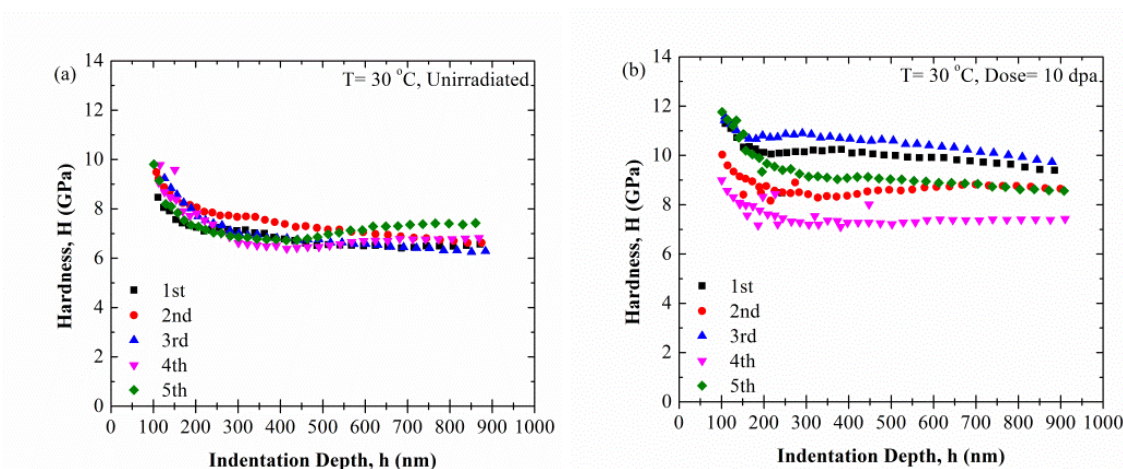 (a)
T= 30 °C, Unirradiated
14
12
10
8
6
4
2
0
Hardness, H (GPa)
1st
2nd
3rd
4th
5th
0 100 200 300 400 500 600 700 800 900 1000
Indentation Depth, h (nm)
(b)
T= 30 °C, Dose= 10 dpa
14
12
10
8
6
4
2
0
Hardness, H (GPa)
1st
2nd
3rd
4th
5th
0 100 200 300 400 500 600 700 800 900 1000
Indentation Depth, h (nm)